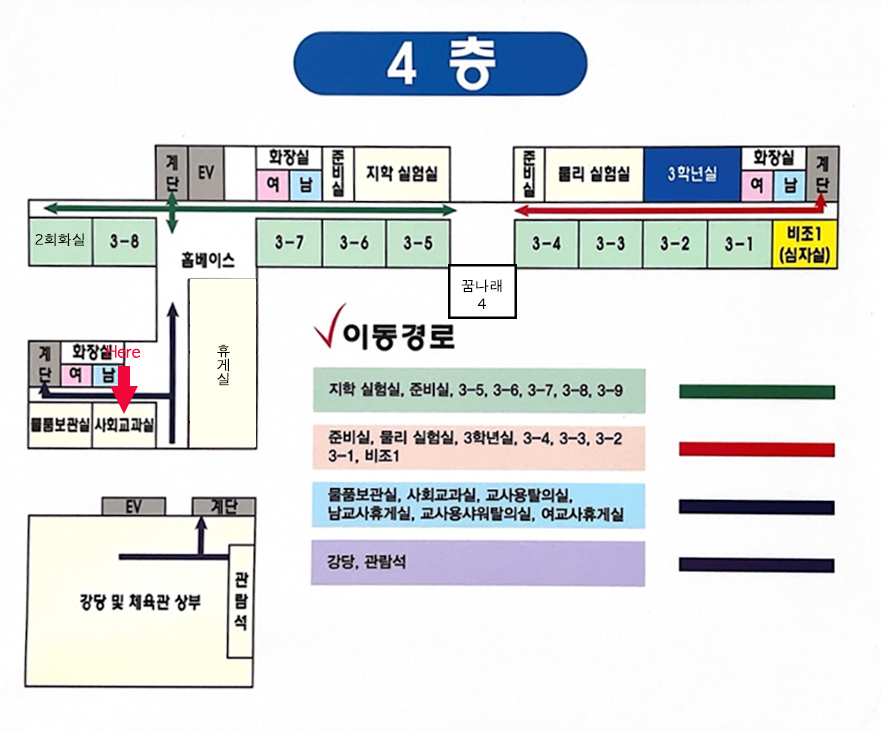 4 층
계단
EV
화장실
여
남
준비실
지학 실험실
준비실
물리 실험실
3학년실
화장실
여
남
계단
2회화실
3-8
홈베이스
3-7
3-6
3-5
3-4
3-3
3-2
3-1
비조1
(심자실)
꿈나래
4
이동경로
휴게실
계단
화장실
Here
여
남
물품보관실
사회교과실
지학 실험실, 준비실, 3-5, 3-6, 3-7, 3-8, 3-9
준비실, 물리 실험실, 3학년실, 3-4, 3-3, 3-2
3-1, 비조1
물품보관실, 사회교과실, 교사용탈의실,
남교사휴게실, 교사용샤워탈의실, 여교사휴게실
강당, 관람석
EV
계단
강당 및 체육관 상부
관람석